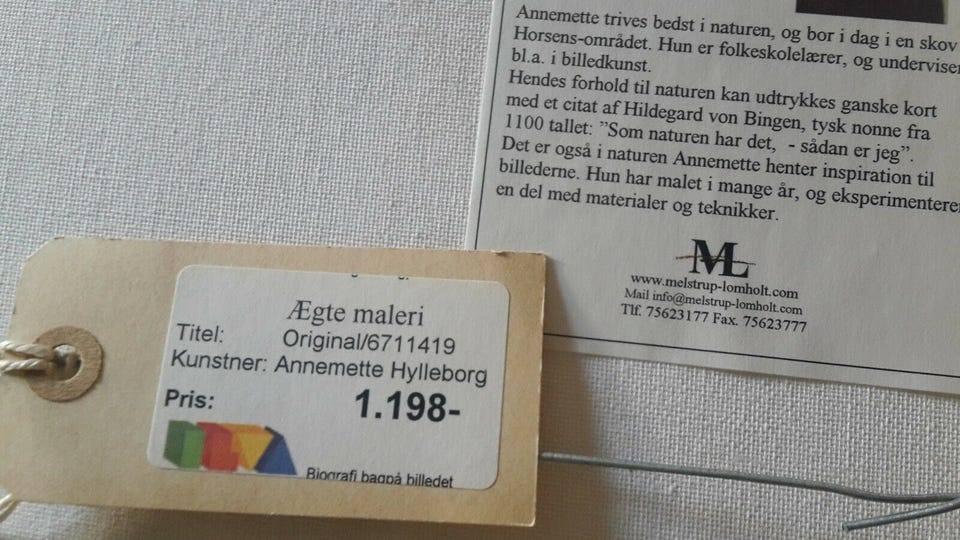 Annemette trives bedst i naturen, og bor i dag i en skov
Horsens-området. Hun er folkeskolelærer, og underviser
bl.a. i billedkunst.
Hendes forhold til naturen kan udtrykkes ganske kort
med et citat af Hildegard von Bingen, tysk nonne fra
1100 tallet: ”Som naturen har det, - sådan er jeg”.
Det er også i naturen Annemette henter inspiration til
billederne. Hun har malet i mange år, og eksperimenterer
en del med materialer og teknikker.
ML
www.melstrup-lomholt.com
Mail info@melstrup-lomholt.com
Tlf. 75623177 Fax. 75623777
Ægte maleri
Titel: Original/6711419
Kunstner: Annemette Hylleborg
Pris: 1.198-
Biografi bagpå billedet